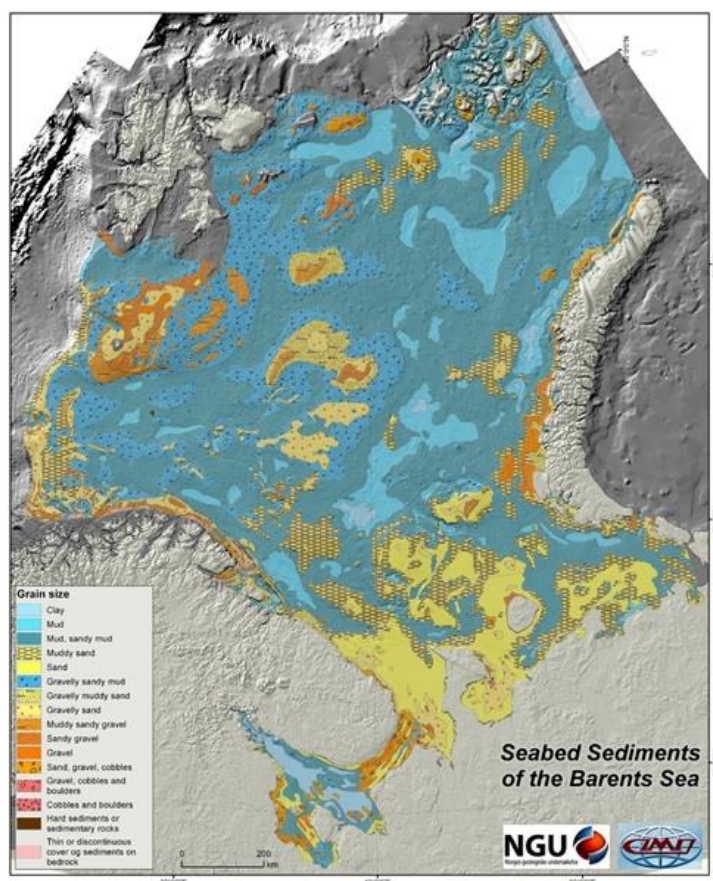 Grain size
Clay
Mud
Mud, sandy mud
Muddy sand
Sand
Gravelly sandy mud
Gravelly muddy sand
Gravelly sand
Muddy sandy gravel
Sandy gravel
Gravel
Sand, gravel, cobbles
Gravel, cobbles and
boulders
Cobbles and boulders
Hard sediments or
sedimentary rocks
Thin or discontinuous
cover og sediments on
bedrock
0 200
km
Seabed Sediments
of the Barents Sea
NGU
Norges geologiske undersøkelse